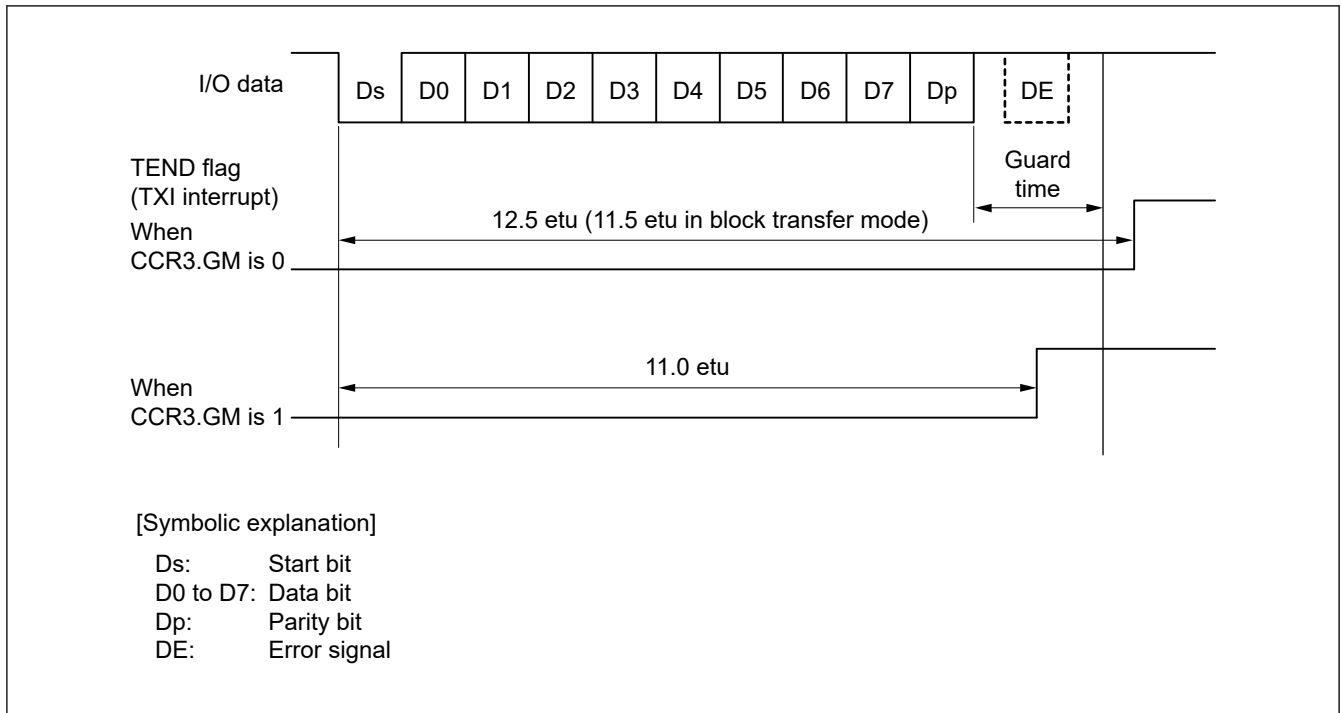 I/O data
Ds D0 D1 D2 D3 D4 D5 D6 D7 Dp DE
TEND flag
(TXI interrupt)
Guard
time
When
CCR3.GM is 0
12.5 etu (11.5 etu in block transfer mode)
11.0 etu
When
CCR3.GM is 1
[Symbolic explanation]
Ds: Start bit
D0 to D7: Data bit
Dp: Parity bit
DE: Error signal